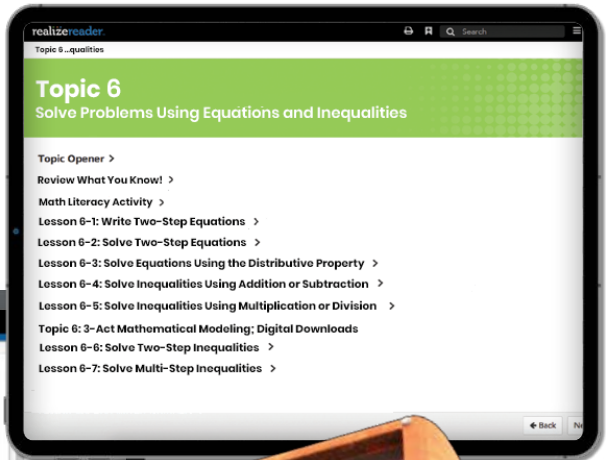 realizereader.
Search
Topic 6 ...qualities
Topic 6
Solve Problems Using Equations and Inequalities
Topic Opener >
Review What You Know! >
Math Literacy Activity >
Lesson 6-1: Write Two-Step Equations >
Lesson 6-2: Solve Two-Step Equations >
Lesson 6-3: Solve Equations Using the Distributive Property >
Lesson 6-4: Solve Inequalities Using Addition or Subtraction >
Lesson 6-5: Solve Inequalities Using Multiplication or Division >
Topic 6: 3-Act Mathematical Modeling; Digital Downloads
Lesson 6-6: Solve Two-Step Inequalities >
Lesson 6-7: Solve Multi-Step Inequalities >
Back